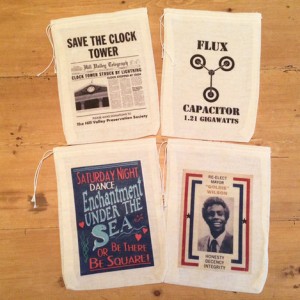 SAVE THE CLOCK
TOWER
Hill Valley Telegraph
CLOCK TOWER STRUCK BY LIGHTNING
The Hill Valley Preservation Society
FLUX
CAPACITOR
1.21 GIGAWATTS
SATURDAY NIGHT
DANCE
Enchantment
UNDER THE
SEA
OR BE THERE
BE SQUARE!
RE-ELECT
MAYOR
"GOLDIE"
WILSON
HONESTY
DECENCY
INTEGRITY